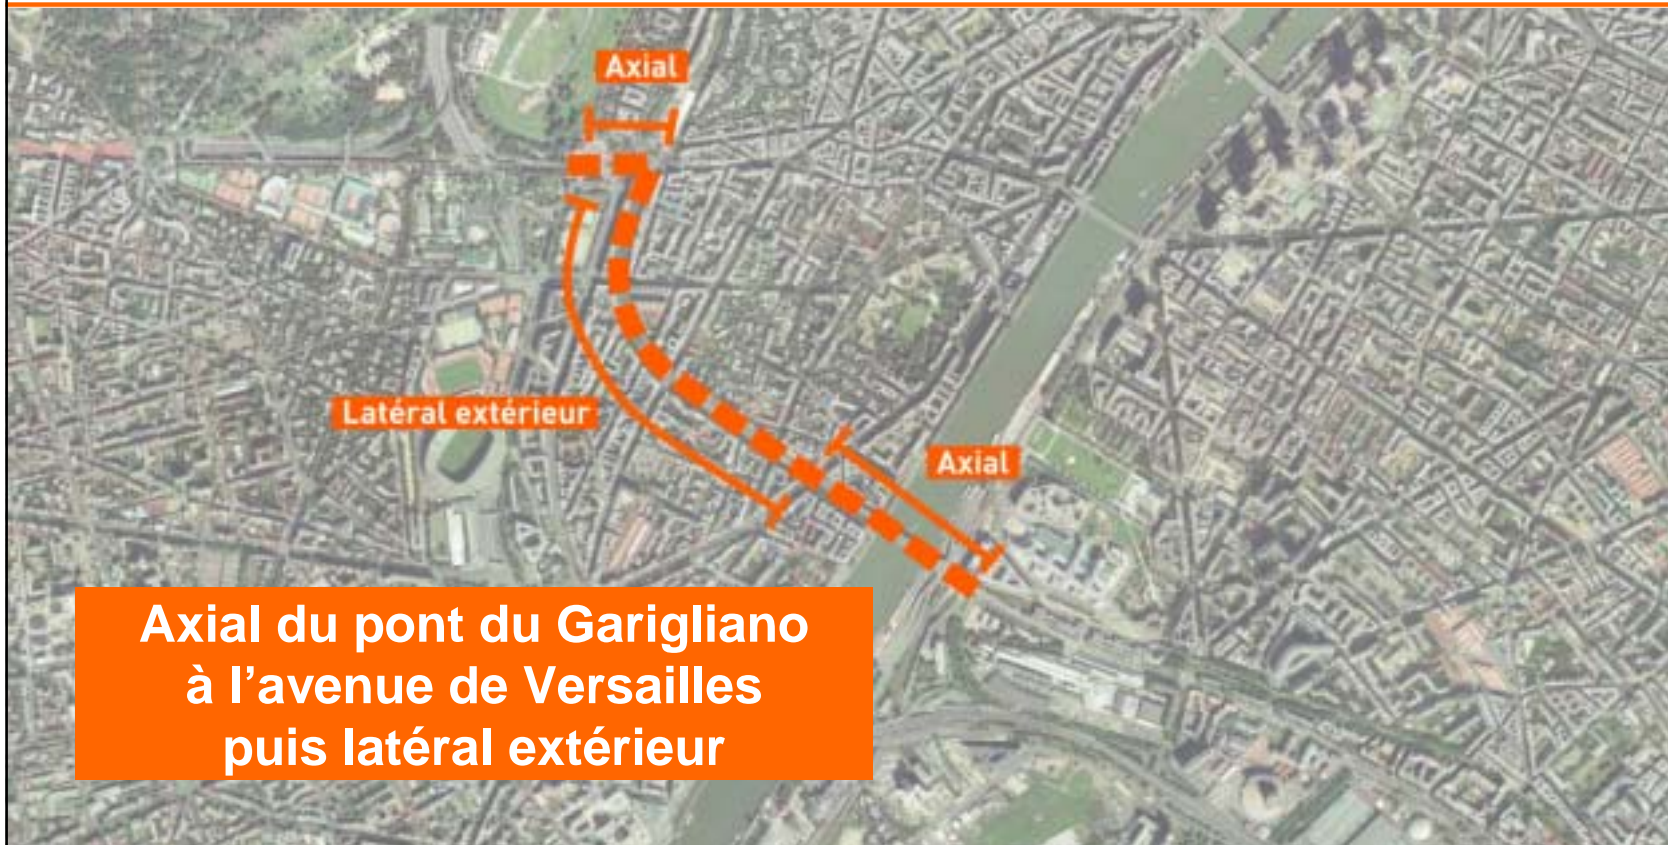 Axial
Latéral extérieur
Axial
Axial du pont du Garigliano
à l’avenue de Versailles
puis latéral extérieur